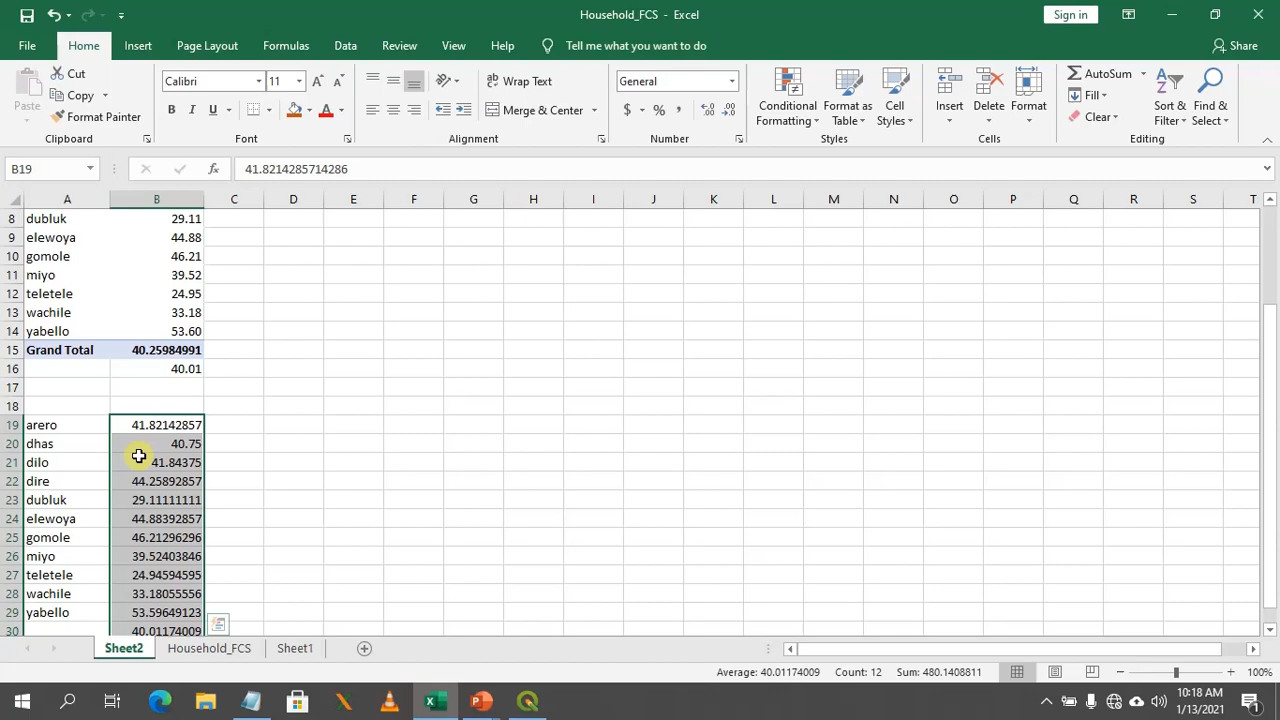 Household_FCS - Excel
Sign in
File Home Insert Page Layout Formulas Data Review View Help Tell me what you want to do Share
Paste Cut Copy Format Painter Clipboard
Calibri 11 B I U A Font
Wrap Text Merge & Center Alignment
General $ % , Number
Conditional Formatting Format as Table Cell Styles Styles
Insert Delete Format Cells
AutoSum Fill Clear Sort & Filter Find & Select Editing
B19 fx 41.8214285714286
A B C D E F G H I J K L M N O P Q R S T
8 dubluk 29.11
9 elewoya 44.88
10 gomole 46.21
11 miyo 39.52
12 teletele 24.95
13 wachile 33.18
14 yabello 53.60
15 Grand Total 40.25984991
16 40.01
17
18
19 arero 41.82142857
20 dhas 40.75
21 dilo 41.84375
22 dire 44.25892857
23 dubluk 29.11111111
24 elewoya 44.88392857
25 gomole 46.21296296
26 miyo 39.52403846
27 teletele 24.94594595
28 wachile 33.18055556
29 yabello 53.59649123
30 40.01174009
Sheet2 Household_FCS Sheet1
Average: 40.01174009 Count: 12 Sum: 480.1408811 100%
10:18 AM
1/13/2021
1